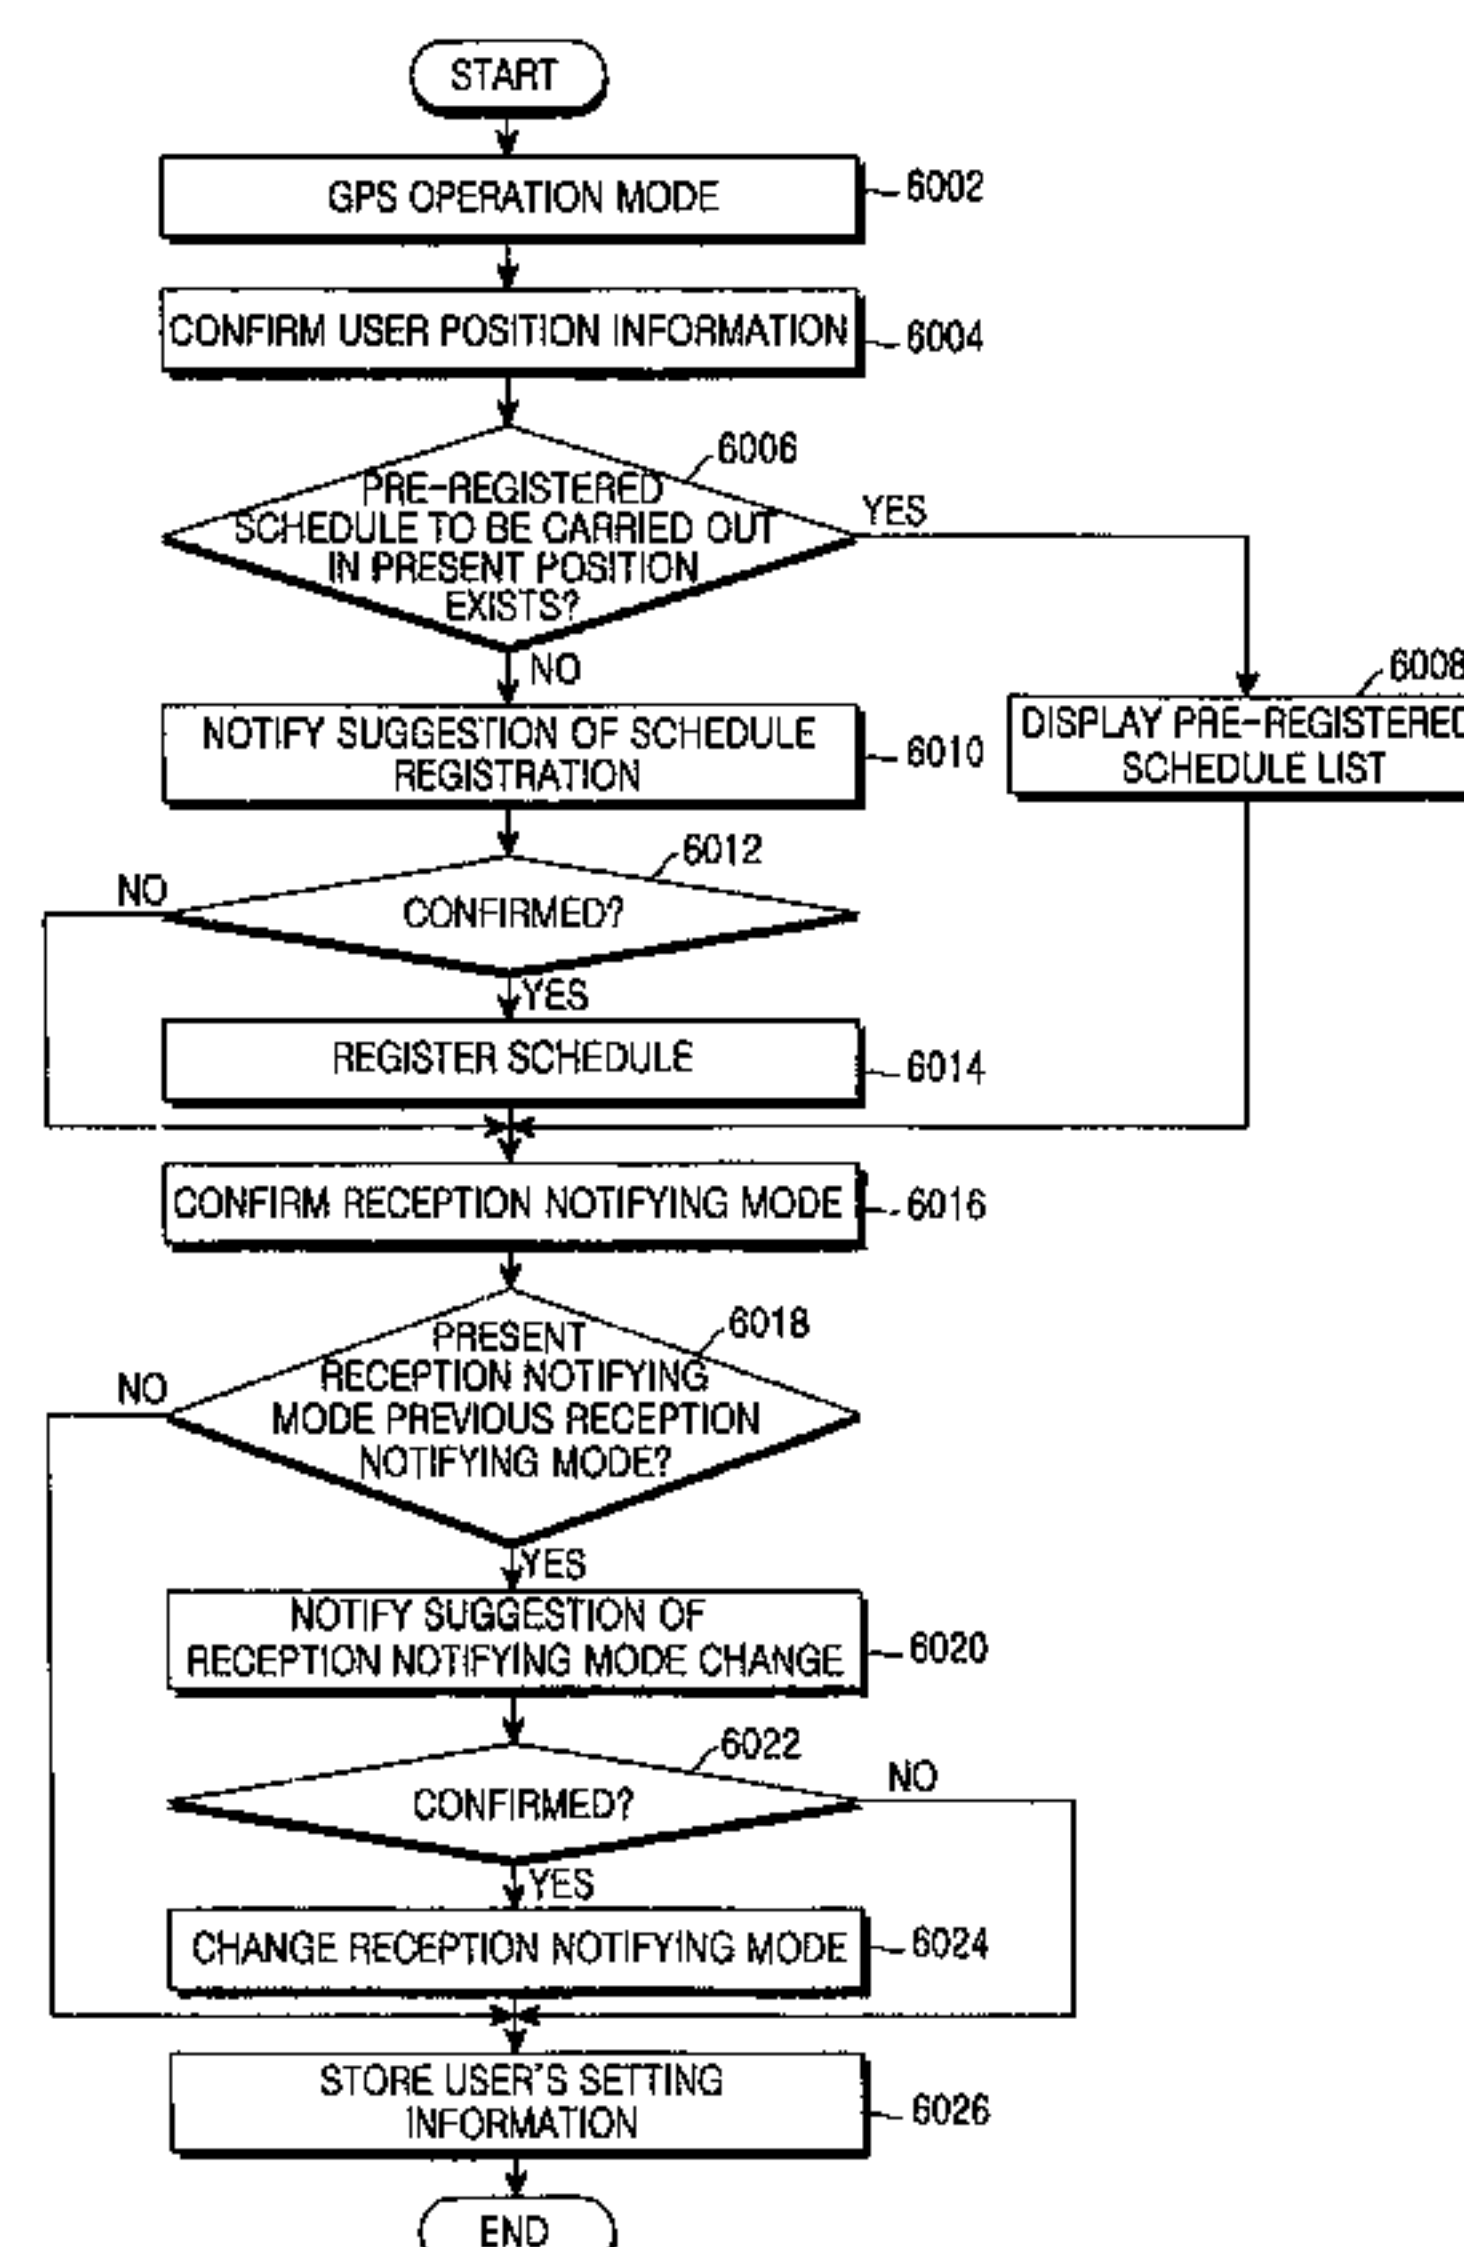 START
GPS OPERATION MODE
6002
CONFIRM USER POSITION INFORMATION
6004
6006
PRE-REGISTERED
SCHEDULE TO BE CARRIED OUT
IN PRESENT POSITION
EXISTS?
YES
NO
6008
DISPLAY PRE-REGISTERED
SCHEDULE LIST
NOTIFY SUGGESTION OF SCHEDULE
REGISTRATION
6010
6012
NO
CONFIRMED?
YES
REGISTER SCHEDULE
6014
CONFIRM RECEPTION NOTIFYING MODE
6016
6018
NO
PRESENT
RECEPTION NOTIFYING
MODE PREVIOUS RECEPTION
NOTIFYING MODE?
YES
NOTIFY SUGGESTION OF
RECEPTION NOTIFYING MODE CHANGE
6020
6022
NO
CONFIRMED?
YES
CHANGE RECEPTION NOTIFYING MODE
6024
STORE USER'S SETTING
INFORMATION
6026
END